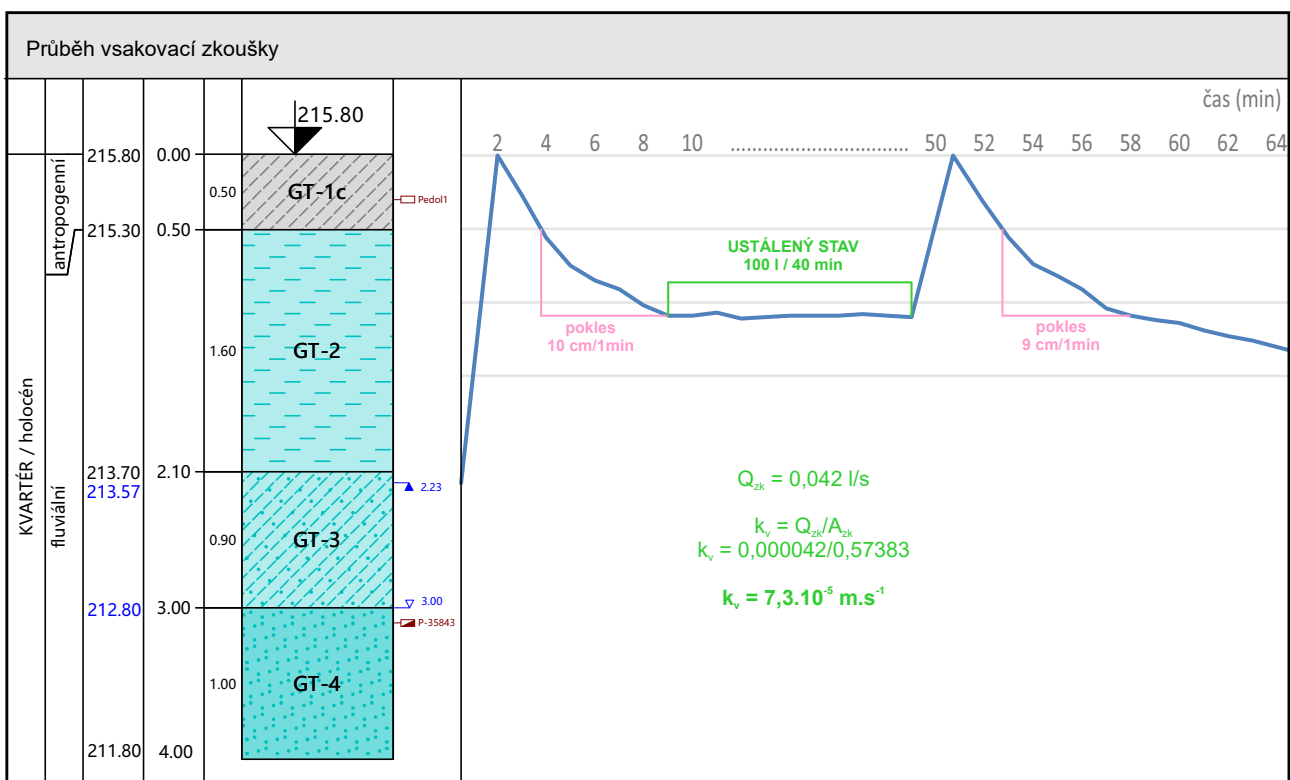 Průběh vsakovací zkoušky
čas (min)
2 4 6 8 10 ...................................... 50 52 54 56 58 60 62 64
215.80
KVARTÉR / holocén
antropogenní
fluviální
215.80 0.00
0.50 GT-1c Pedol1
215.30 0.50
USTÁLENÝ STAV
100 l / 40 min
pokles
10 cm/1min
pokles
9 cm/1min
1.60 GT-2
213.70 2.10
213.57 2.23
0.90 GT-3
212.80 3.00 3.00
P-35843
1.00 GT-4
211.80 4.00
Qzk = 0,042 l/s
kv = Qzk/Azk
kv = 0,000042/0,57383
kv = 7,3.10⁻⁵ m.s⁻¹